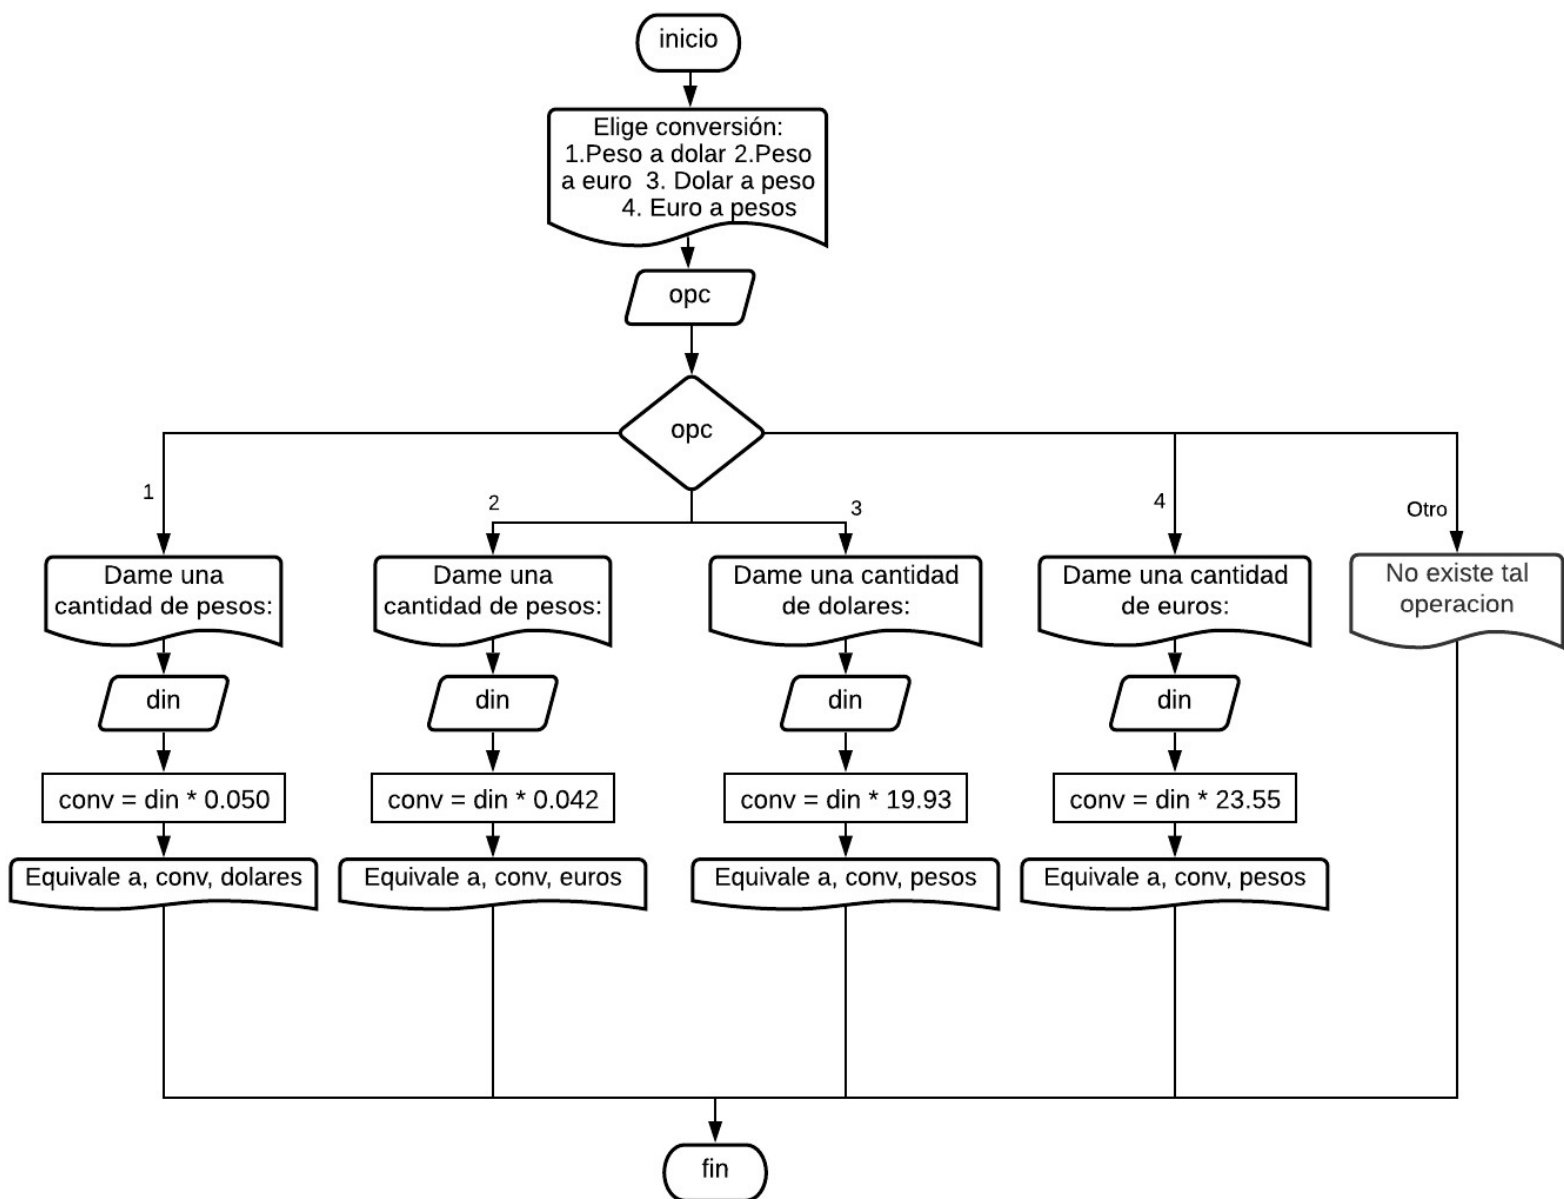 inicio
Elige conversión:
1.Peso a dolar 2.Peso
a euro 3. Dolar a peso
4. Euro a pesos
opc
opc
1
2
3
4
Otro
Dame una
cantidad de pesos:
Dame una
cantidad de pesos:
Dame una cantidad
de dolares:
Dame una cantidad
de euros:
No existe tal
operacion
din
din
din
din
conv = din * 0.050
conv = din * 0.042
conv = din * 19.93
conv = din * 23.55
Equivale a, conv, dolares
Equivale a, conv, euros
Equivale a, conv, pesos
Equivale a, conv, pesos
fin